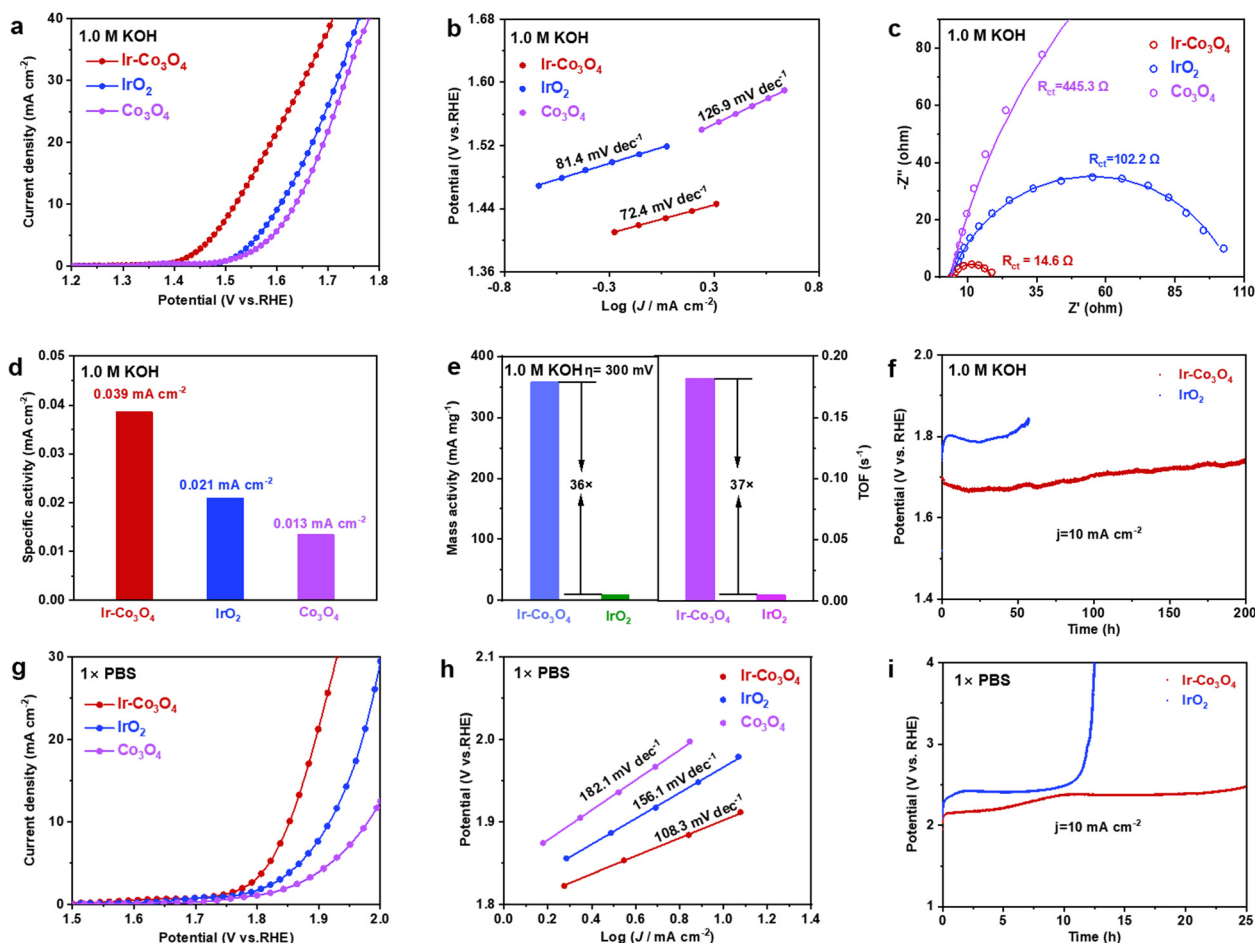 a
1.0 M KOH
Ir-Co₃O₄
IrO₂
Co₃O₄
Current density (mA cm⁻²)
40
30
20
10
0
1.2 1.3 1.4 1.5 1.6 1.7 1.8
Potential (V vs.RHE)
b
1.0 M KOH
Ir-Co₃O₄
IrO₂
Co₃O₄
126.9 mV dec⁻¹
81.4 mV dec⁻¹
72.4 mV dec⁻¹
Potential (V vs.RHE)
1.68
1.60
1.52
1.44
1.36
-0.8 -0.3 0.3 0.8
Log (J / mA cm⁻²)
c
1.0 M KOH
Ir-Co₃O₄
IrO₂
Co₃O₄
Rct=445.3 Ω
Rct=102.2 Ω
Rct = 14.6 Ω
-Z'' (ohm)
80
60
40
20
0
10 35 60 85 110
Z' (ohm)
d
1.0 M KOH
0.039 mA cm⁻²
0.021 mA cm⁻²
0.013 mA cm⁻²
Specific activity (mA cm⁻²)
0.05
0.04
0.03
0.02
0.01
0.00
Ir-Co₃O₄ IrO₂ Co₃O₄
e
1.0 M KOH η= 300 mV
36×
37×
Mass activity (mA mg⁻¹)
400
350
300
250
200
150
100
50
0
TOF (s⁻¹)
0.20
0.15
0.10
0.05
0.00
Ir-Co₃O₄ IrO₂ Ir-Co₃O₄ IrO₂
f
1.0 M KOH
Ir-Co₃O₄
IrO₂
j=10 mA cm⁻²
Potential (V vs. RHE)
2.0
1.8
1.6
1.4
0 50 100 150 200
Time (h)
g
1× PBS
Ir-Co₃O₄
IrO₂
Co₃O₄
Current density (mA cm⁻²)
30
20
10
0
1.5 1.6 1.7 1.8 1.9 2.0
Potential (V vs.RHE)
h
1× PBS
Ir-Co₃O₄
IrO₂
Co₃O₄
182.1 mV dec⁻¹
156.1 mV dec⁻¹
108.3 mV dec⁻¹
Potential (V vs.RHE)
2.1
2.0
1.9
1.8
0.0 0.2 0.4 0.6 0.8 1.0 1.2 1.4
Log (J / mA cm⁻²)
i
1× PBS
Ir-Co₃O₄
IrO₂
j=10 mA cm⁻²
Potential (V vs. RHE)
4
3
2
1
0 5 10 15 20 25
Time (h)